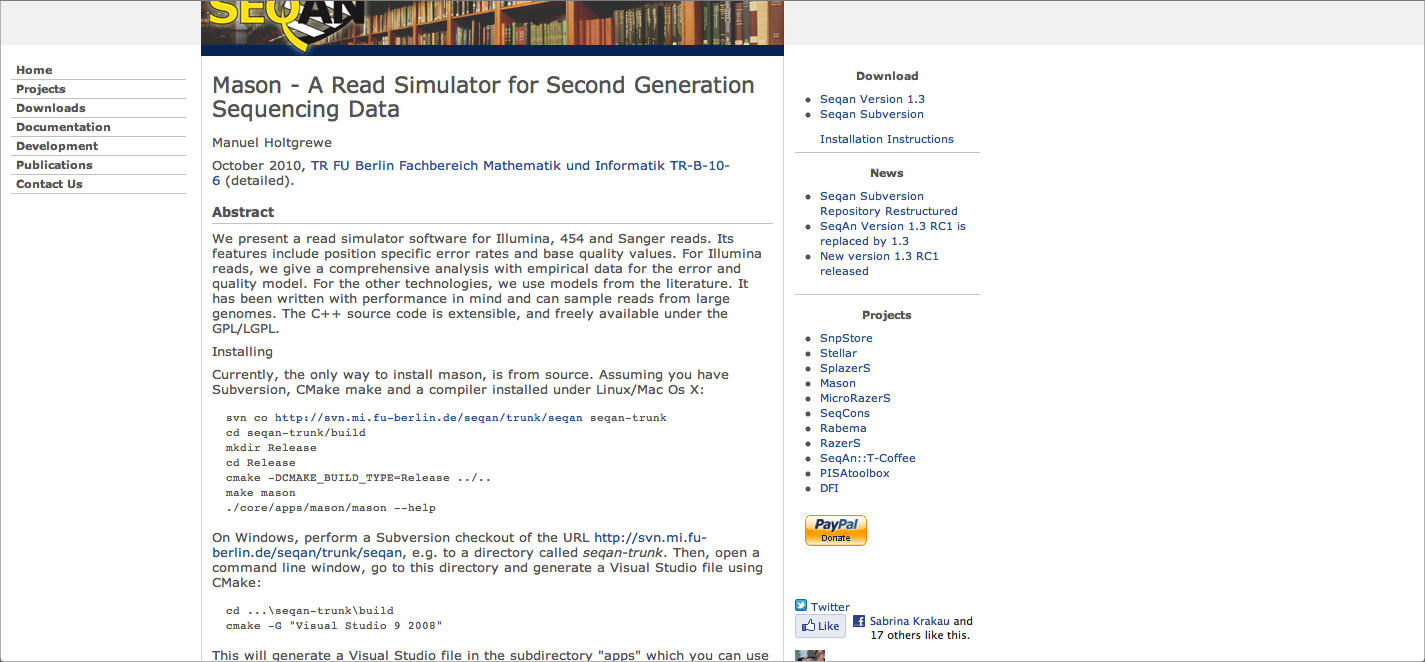 SEQAN
Home
Projects
Downloads
Documentation
Development
Publications
Contact Us
Mason - A Read Simulator for Second Generation
Sequencing Data
Manuel Holtgrewe
October 2010, TR FU Berlin Fachbereich Mathematik und Informatik TR-B-10-
6 (detailed).
Abstract
We present a read simulator software for Illumina, 454 and Sanger reads. Its
features include position specific error rates and base quality values. For Illumina
reads, we give a comprehensive analysis with empirical data for the error and
quality model. For the other technologies, we use models from the literature. It
has been written with performance in mind and can sample reads from large
genomes. The C++ source code is extensible, and freely available under the
GPL/LGPL.
Installing
Currently, the only way to install mason, is from source. Assuming you have
Subversion, CMake make and a compiler installed under Linux/Mac Os X:
svn co http://svn.mi.fu-berlin.de/seqan/trunk/seqan seqan-trunk
cd seqan-trunk/build
mkdir Release
cd Release
cmake -DCMAKE_BUILD_TYPE=Release ../..
make mason
./core/apps/mason/mason --help
On Windows, perform a Subversion checkout of the URL http://svn.mi.fu-
berlin.de/seqan/trunk/seqan, e.g. to a directory called seqan-trunk. Then, open a
command line window, go to this directory and generate a Visual Studio file using
CMake:
cd ...\seqan-trunk\build
cmake -G "Visual Studio 9 2008"
This will generate a Visual Studio file in the subdirectory "apps" which you can use
Download
Seqan Version 1.3
Seqan Subversion
Installation Instructions
News
Seqan Subversion
Repository Restructured
SeqAn Version 1.3 RC1 is
replaced by 1.3
New version 1.3 RC1
released
Projects
SnpStore
Stellar
SplazerS
Mason
MicroRazerS
SeqCons
Rabema
RazerS
SeqAn::T-Coffee
PISAtoolbox
DFI
PayPal
Donate
Twitter
Like
Sabrina Krakau and
17 others like this.